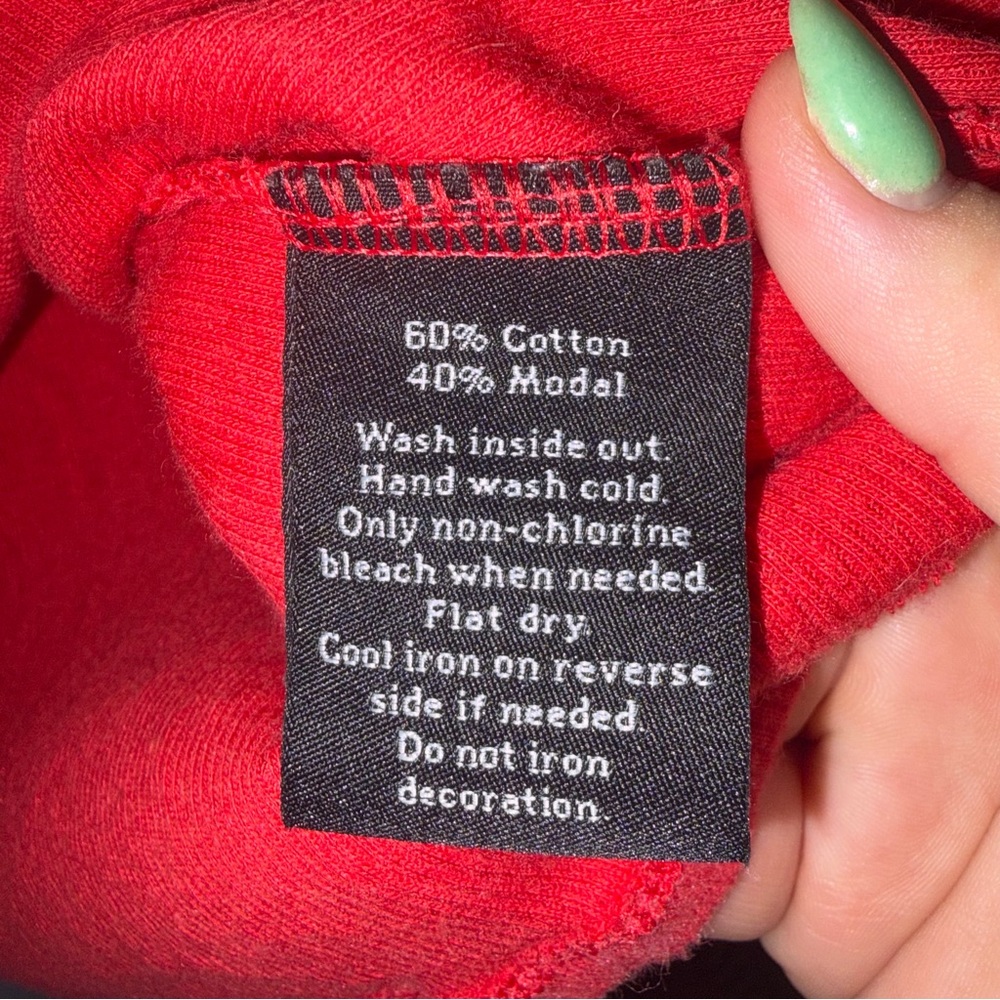 60% Cotton
40% Modal
Wash inside out.
Hand wash cold.
Only non-chlorine
bleach when needed.
Flat dry.
Cool iron on reverse
side if needed.
Do not iron
decoration.